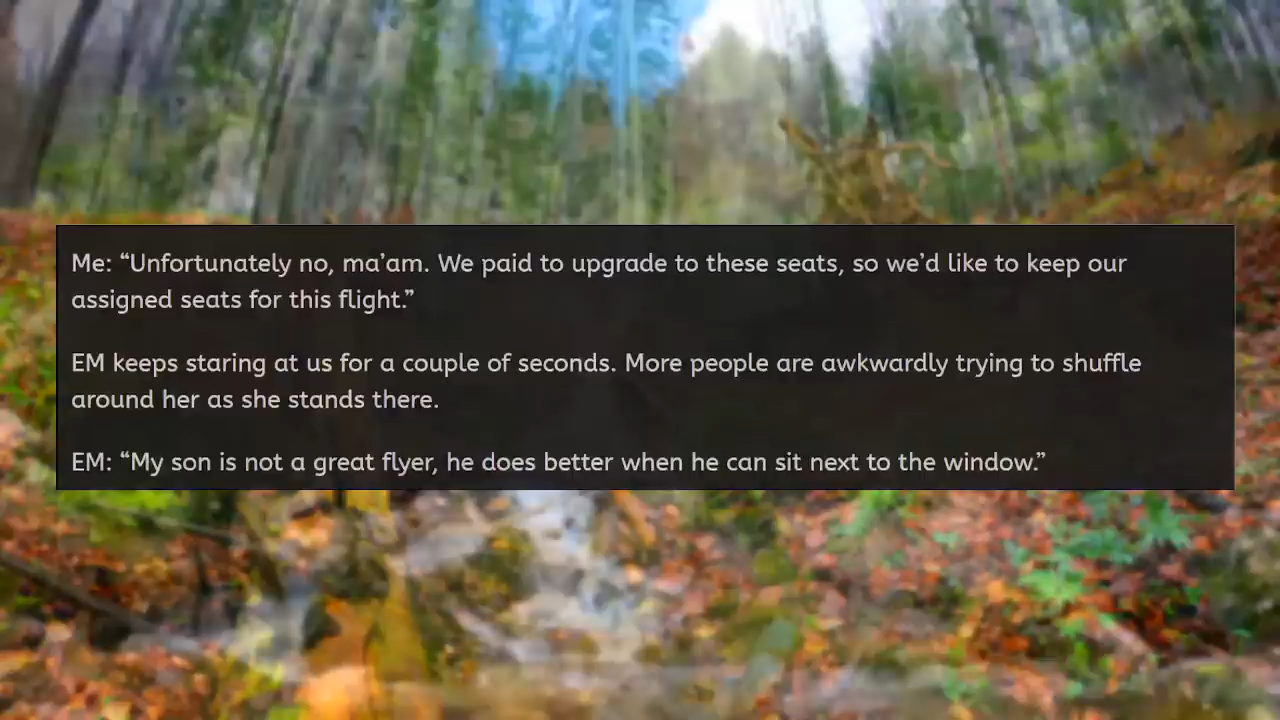 Me: “Unfortunately no, ma’am. We paid to upgrade to these seats, so we’d like to keep our
assigned seats for this flight.”
EM keeps staring at us for a couple of seconds. More people are awkwardly trying to shuffle
around her as she stands there.
EM: “My son is not a great flyer, he does better when he can sit next to the window.”